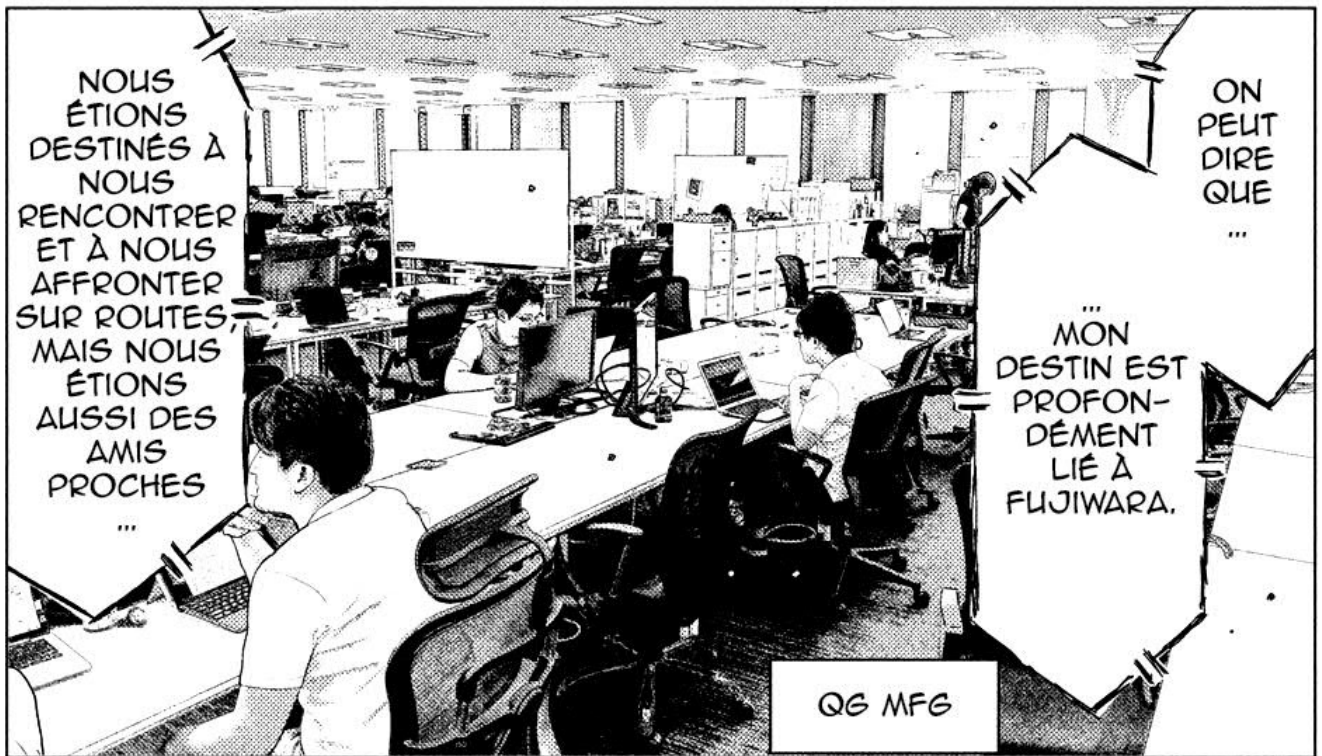 ON
PEUT
DIRE
QUE
...
...
MON
DESTIN EST
PROFON-
DÉMENT
LIÉ À
FUJIWARA.
NOUS
ÉTIONS
DESTINÉS À
NOUS
RENCONTRER
ET À NOUS
AFFRONTER
SUR ROUTES,
MAIS NOUS
ÉTIONS
AUSSI DES
AMIS
PROCHES
...
QG MFG